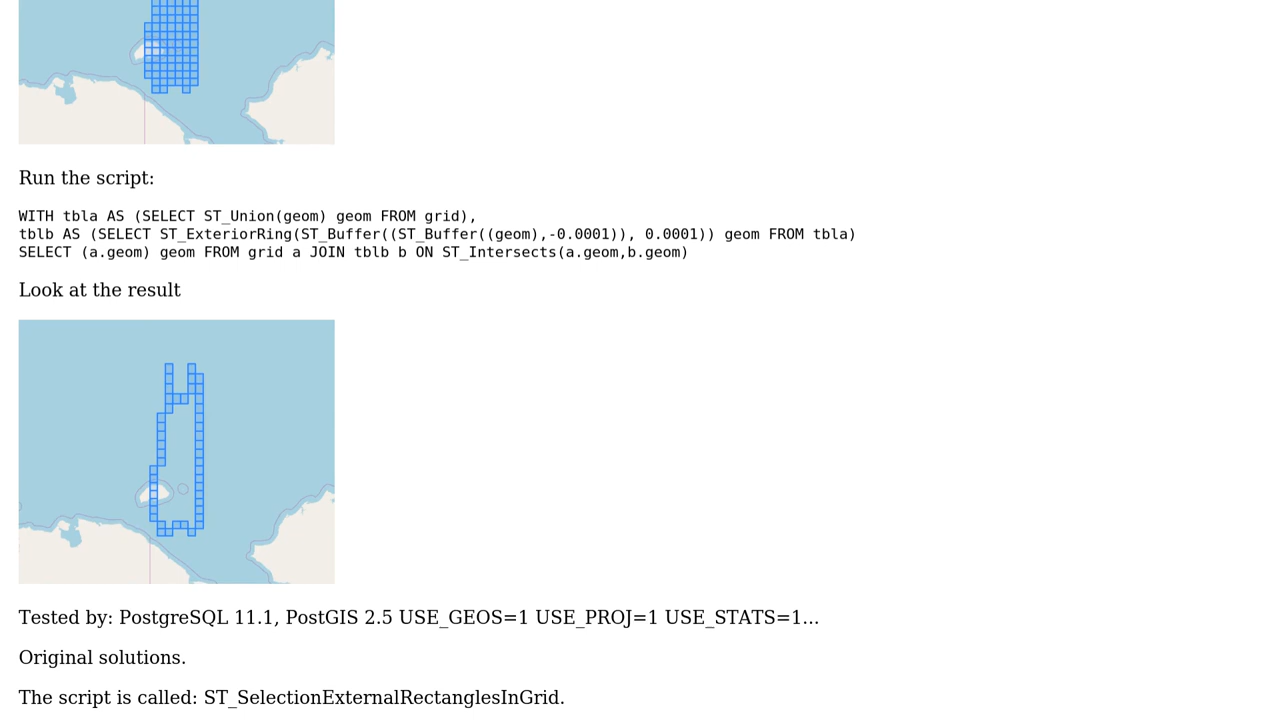 Run the script:
WITH tbla AS (SELECT ST_Union(geom) geom FROM grid),
tblb AS (SELECT ST_ExteriorRing(ST_Buffer((ST_Buffer((geom),-0.0001)), 0.0001)) geom FROM tbla)
SELECT (a.geom) geom FROM grid a JOIN tblb b ON ST_Intersects(a.geom,b.geom)
Look at the result
Tested by: PostgreSQL 11.1, PostGIS 2.5 USE_GEOS=1 USE_PROJ=1 USE_STATS=1...
Original solutions.
The script is called: ST_SelectionExternalRectanglesInGrid.